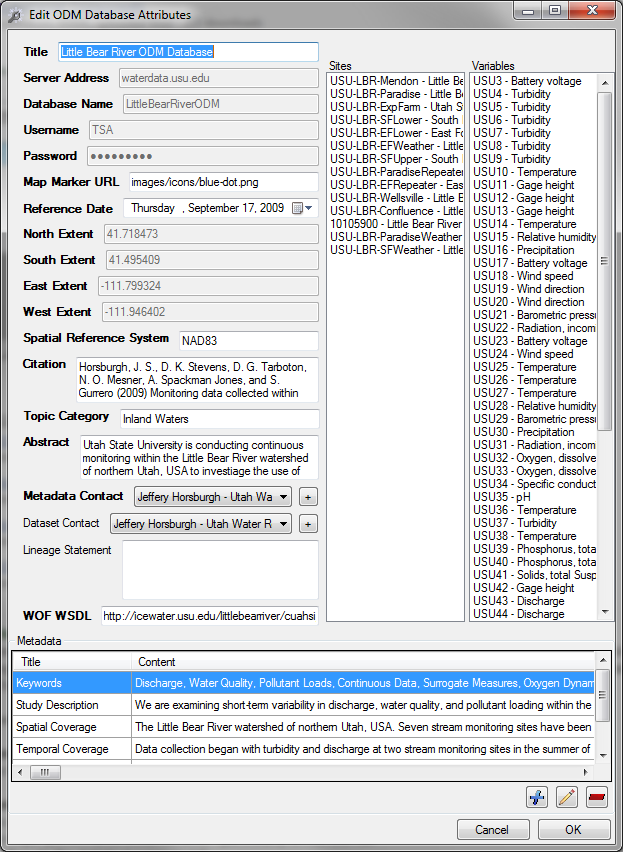 Edit ODM Database Attributes
Title Little Bear River ODM Database
Server Address waterdata.usu.edu
Database Name LittleBearRiverODM
Username TSA
Password •••••••••
Map Marker URL images/icons/blue-dot.png
Reference Date Thursday , September 17, 2009
North Extent 41.718473
South Extent 41.495409
East Extent -111.799324
West Extent -111.946402
Spatial Reference System NAD83
Citation Horsburgh, J. S., D. K. Stevens, D. G. Tarboton,
N. O. Mesner, A. Spackman Jones, and S.
Gurrero (2009) Monitoring data collected within
Topic Category Inland Waters
Abstract Utah State University is conducting continuous
monitoring within the Little Bear River watershed
of northern Utah, USA to investiage the use of
Metadata Contact Jeffery Horsburgh - Utah Wa +
Dataset Contact Jeffery Horsburgh - Utah Water R +
Lineage Statement
WOF WSDL http://icewater.usu.edu/littlebearriver/cuahsi
Sites
USU-LBR-Mendon - Little Be
USU-LBR-Paradise - Little B
USU-LBR-ExpFarm - Utah S
USU-LBR-SFLower - South
USU-LBR-EFLower - East Fo
USU-LBR-EFWeather - Little
USU-LBR-SFUpper - South
USU-LBR-ParadiseRepeater
USU-LBR-EFRepeater - Eas
USU-LBR-Wellsville - Little B
USU-LBR-Confluence - Little
10105900 - Little Bear River
USU-LBR-ParadiseWeather
USU-LBR-SFWeather - Little
Variables
USU3 - Battery voltage
USU4 - Turbidity
USU5 - Turbidity
USU6 - Turbidity
USU7 - Turbidity
USU8 - Turbidity
USU9 - Turbidity
USU10 - Temperature
USU11 - Gage height
USU12 - Gage height
USU13 - Gage height
USU14 - Temperature
USU15 - Relative humidity
USU16 - Precipitation
USU17 - Battery voltage
USU18 - Wind speed
USU19 - Wind direction
USU20 - Wind direction
USU21 - Barometric pressu
USU22 - Radiation, incom
USU23 - Battery voltage
USU24 - Wind speed
USU25 - Temperature
USU26 - Temperature
USU27 - Temperature
USU28 - Relative humidity
USU29 - Barometric pressu
USU30 - Precipitation
USU31 - Radiation, incom
USU32 - Oxygen, dissolve
USU33 - Oxygen, dissolve
USU34 - Specific conduct
USU35 - pH
USU36 - Temperature
USU37 - Turbidity
USU38 - Temperature
USU39 - Phosphorus, tota
USU40 - Phosphorus, tota
USU41 - Solids, total Susp
USU42 - Gage height
USU43 - Discharge
USU44 - Discharge
Metadata
Title Content
Keywords Discharge, Water Quality, Pollutant Loads, Continuous Data, Surrogate Measures, Oxygen Dynam
Study Description We are examining short-term variability in discharge, water quality, and pollutant loading within the
Spatial Coverage The Little Bear River watershed of northern Utah, USA. Seven stream monitoring sites have been
Temporal Coverage Data collection began with turbidity and discharge at two stream monitoring sites in the summer of
Cancel OK